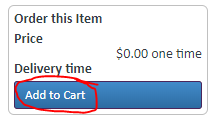 Order this Item
Price
$0.00 one time
Delivery time
Add to Cart